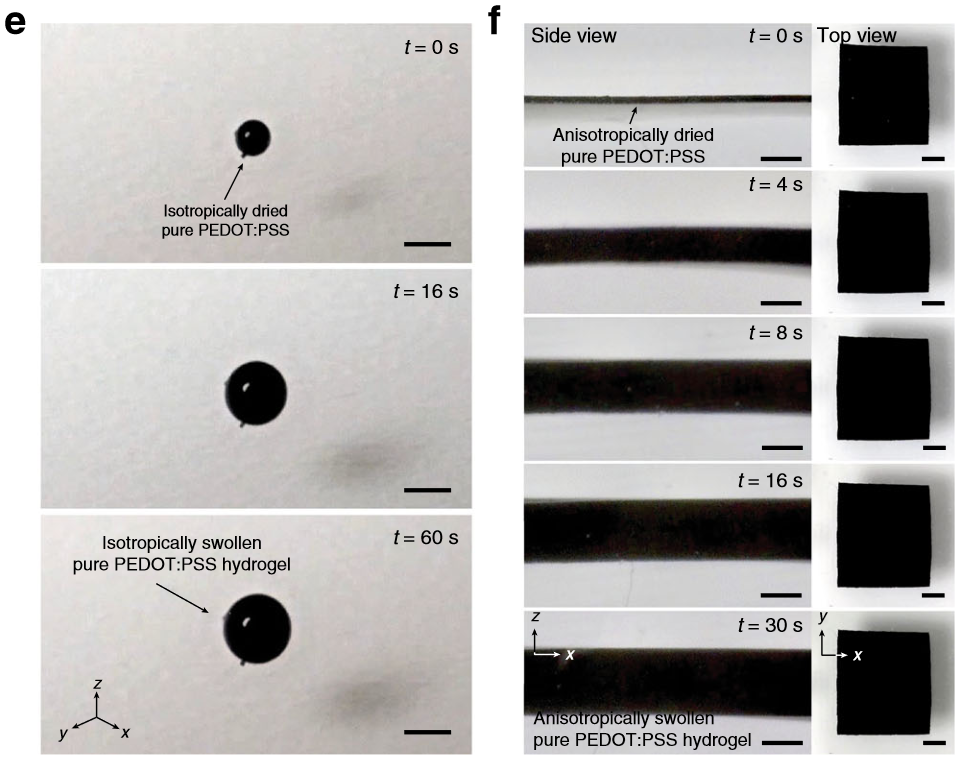 e
t = 0 s
Isotropically dried
pure PEDOT:PSS
t = 16 s
t = 60 s
Isotropically swollen
pure PEDOT:PSS hydrogel
z
y
x
f
Side view
t = 0 s
Top view
Anisotropically dried
pure PEDOT:PSS
t = 4 s
t = 8 s
t = 16 s
t = 30 s
z
x
y
x
Anisotropically swollen
pure PEDOT:PSS hydrogel